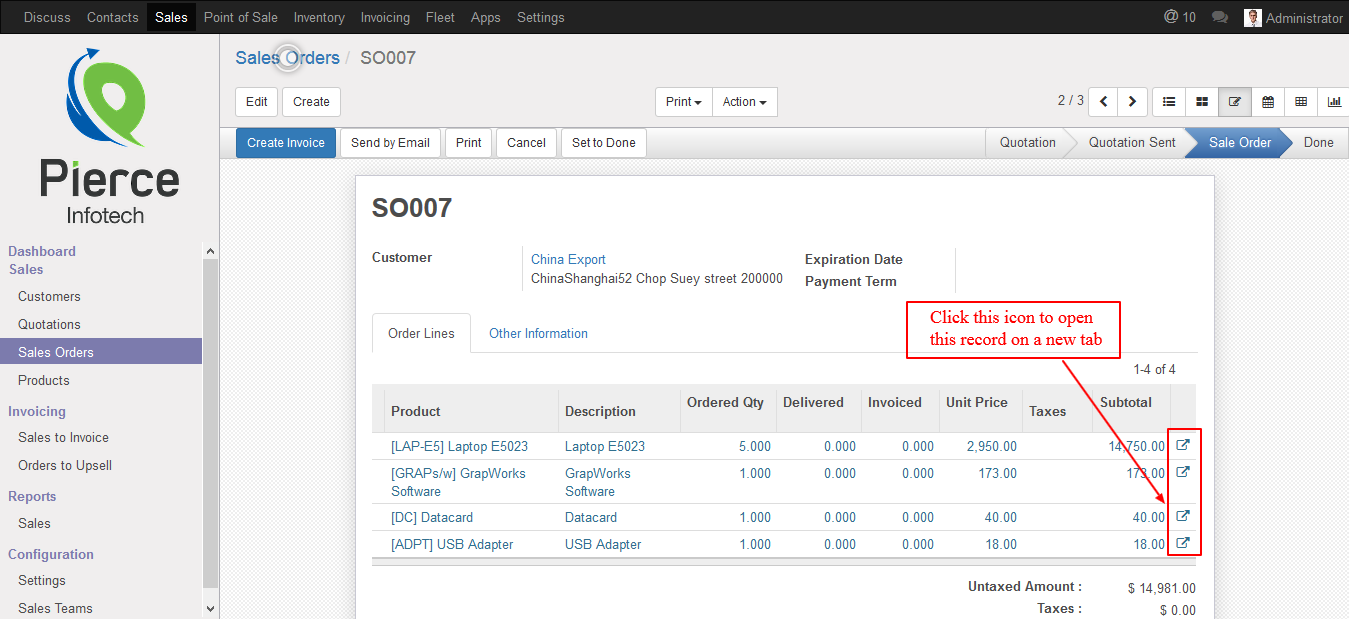 Discuss Contacts Sales Point of Sale Inventory Invoicing Fleet Apps Settings @ 10 Administrator
Pierce
Infotech
Dashboard
Sales
Customers
Quotations
Sales Orders
Products
Invoicing
Sales to Invoice
Orders to Upsell
Reports
Sales
Configuration
Settings
Sales Teams
Sales Orders / SO007
Edit Create Print Action 2 / 3
Create Invoice Send by Email Print Cancel Set to Done Quotation Quotation Sent Sale Order Done
SO007
Customer China Export Expiration Date
ChinaShanghai52 Chop Suey street 200000 Payment Term
Click this icon to open
this record on a new tab
Order Lines Other Information
1-4 of 4
Product Description Ordered Qty Delivered Invoiced Unit Price Taxes Subtotal
[LAP-E5] Laptop E5023 Laptop E5023 5.000 0.000 0.000 2,950.00 14,750.00
[GRAPs/w] GrapWorks GrapWorks 1.000 0.000 0.000 173.00 173.00
Software Software
[DC] Datacard Datacard 1.000 0.000 0.000 40.00 40.00
[ADPT] USB Adapter USB Adapter 1.000 0.000 0.000 18.00 18.00
Untaxed Amount : $ 14,981.00
Taxes : $ 0.00